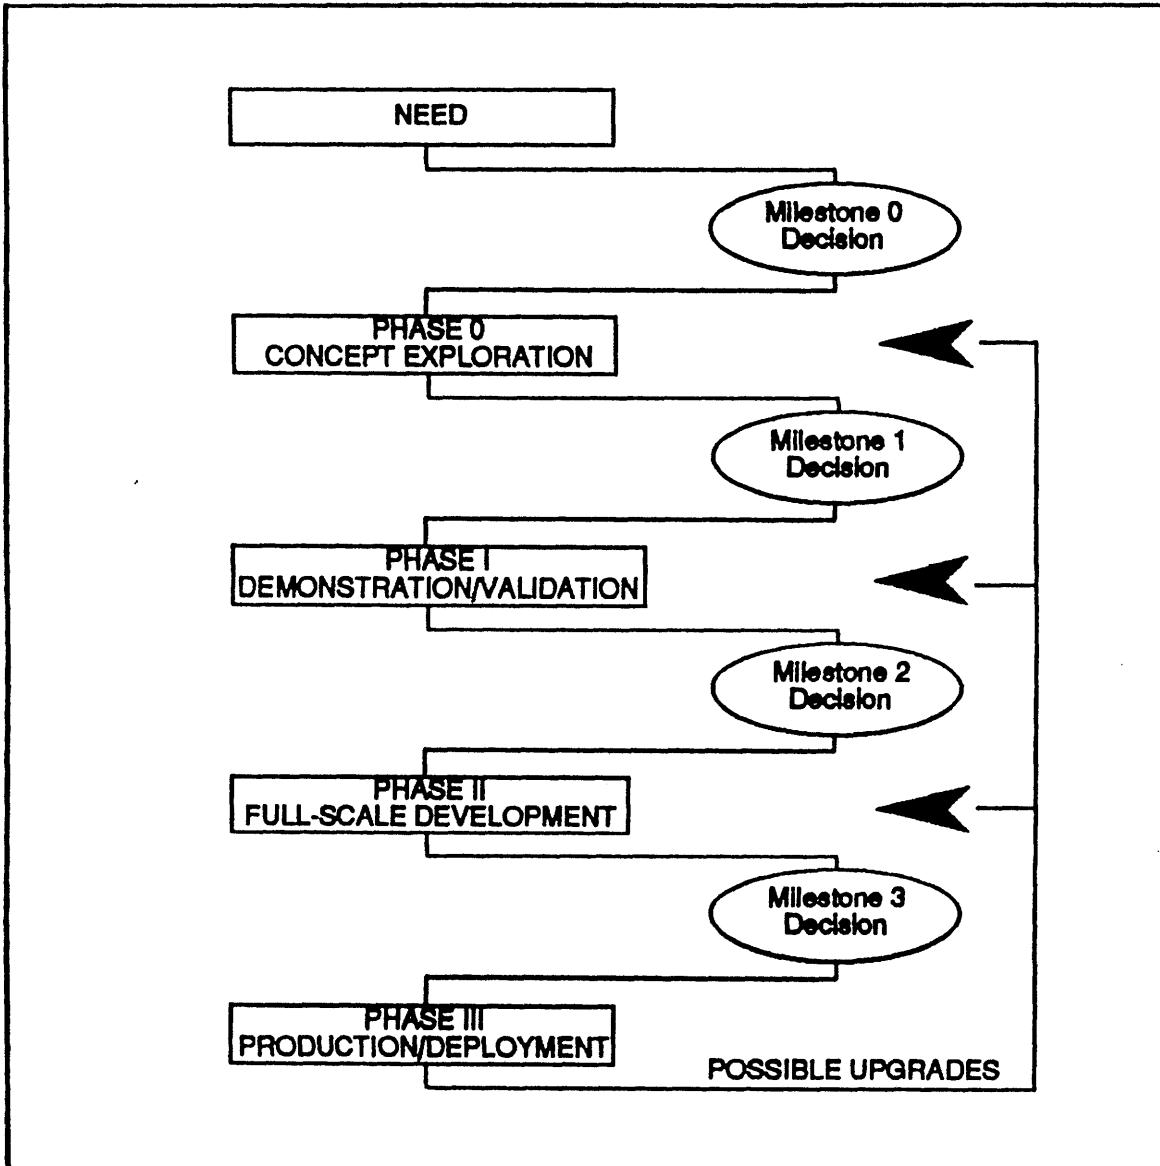 NEED
Milestone 0
Decision
PHASE 0
CONCEPT EXPLORATION
Milestone 1
Decision
PHASE I
DEMONSTRATION/VALIDATION
Milestone 2
Decision
PHASE II
FULL-SCALE DEVELOPMENT
Milestone 3
Decision
PHASE III
PRODUCTION/DEPLOYMENT
POSSIBLE UPGRADES